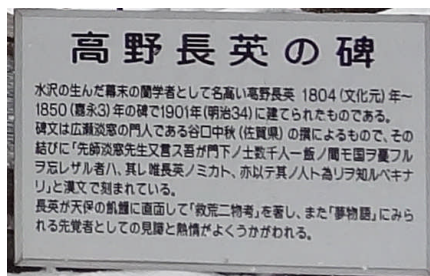 高野長英の碑
水沢の生んだ幕末の蘭学者として名高い高野長英 1804(文化元)年〜
1850(嘉永3)年の碑で1901年(明治34)に建てられたものである。
碑文は広瀬淡窓の門人である谷口中秋(佐賀県)の撰によるもので、その
結びに「先師淡窓先生又言ス吾が門下ノ士数千人一飯ノ間モ国ヲ憂フル
ヲ忘レザル者ハ、其レ唯長英ノミカト、亦以テ其ノ人ト為リヲ知ルベキナ
リ」と漢文で刻まれている。
長英が天保の飢饉に直面して「救荒二物考」を著し、また「夢物語」にみら
れる先覚者としての見識と熱情がよくうかがわれる。